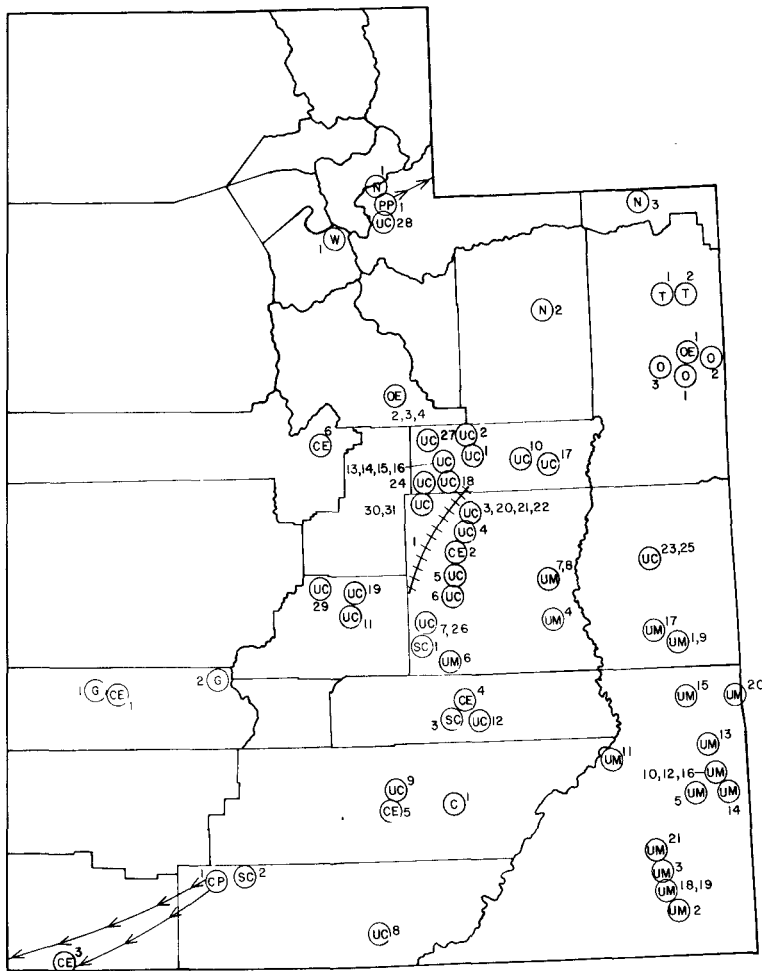 N 1
PP 1
UC 28
W 1
N 3
T 1
T 2
N 2
OE 1
O 2
O 3
O 1
OE 2,3,4
CE 6
UC 27
UC 2
UC 1
UC 13,14,15,16
UC 10
UC 17
UC 24
UC 18
UC 30,31
UC 3,20,21,22
UC 4
1
CE 2
UC 5
UC 6
UM 7,8
UC 23,25
UC 29
UC 19
UC 11
UC 7,26
UM 4
SC 1
UM 6
UM 17
UM 1,9
1 G
CE 1
2 G
CE 4
SC 3
UC 12
UM 15
UM 20
UM 13
UM 11
UM 10,12,16
UM 5
UM 14
UC 9
CE 5
C 1
UM 21
UM 3
UM 18,19
UM 2
CP 1
SC 2
UC 8
CE 3